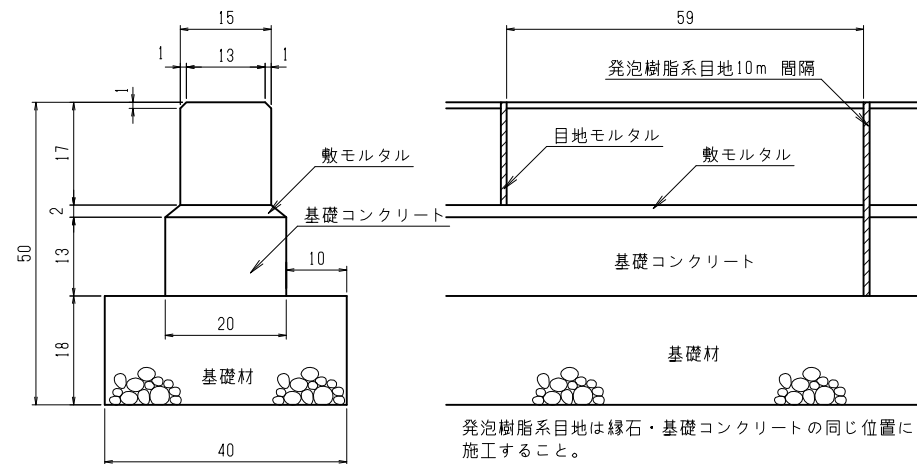 15
1 13 1
1
17
2
13
18
50
敷モルタル
基礎コンクリート
10
20
基礎材
40
59
発泡樹脂系目地10m 間隔
目地モルタル
敷モルタル
基礎コンクリート
基礎材
発泡樹脂系目地は縁石・基礎コンクリートの同じ位置に
施工すること。